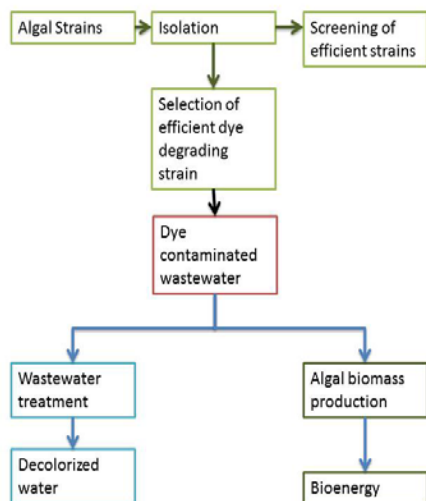 Algal Strains
Isolation
Screening of
efficient strains
Selection of
efficient dye
degrading
strain
Dye
contaminated
wastewater
Wastewater
treatment
Algal biomass
production
Decolorized
water
Bioenergy